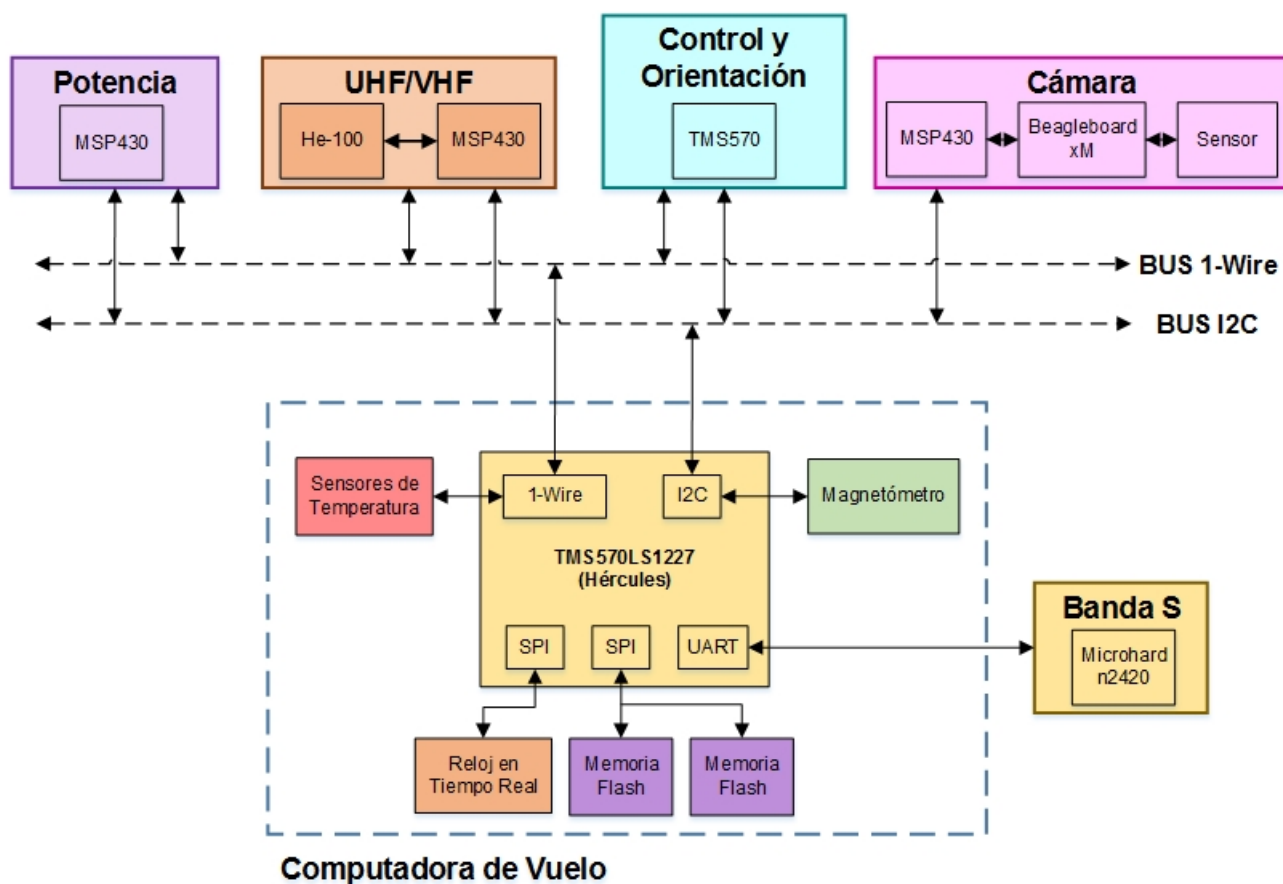 Potencia
MSP430
UHF/VHF
He-100
MSP430
Control y
Orientación
TMS570
Cámara
MSP430
Beagleboard
xM
Sensor
BUS 1-Wire
BUS I2C
Sensores de
Temperatura
1-Wire
I2C
Magnetómetro
TMS570LS1227
(Hércules)
SPI
SPI
UART
Banda S
Microhard
n2420
Reloj en
Tiempo Real
Memoria
Flash
Memoria
Flash
Computadora de Vuelo